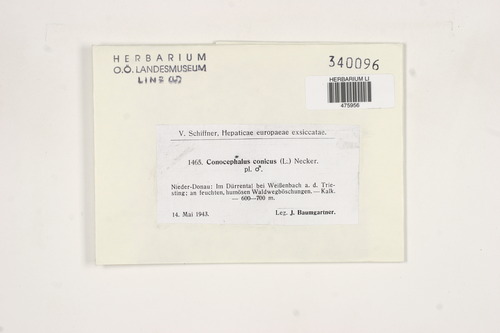 HERBARIUM
O.Ö. LANDESMUSEUM
LINZ
340096
HERBARIUM LI
475956
V. Schiffner, Hepaticae europaeae exsiccatae.
1465. Conocephalus conicus (L.) Necker.
pl. ♂.
Nieder-Donau: Im Dürrental bei Weißenbach a. d. Trie-
sting; an feuchten, humösen Waldwegböschungen. — Kalk.
— 600—700 m.
14. Mai 1943.
Leg. J. Baumgartner.